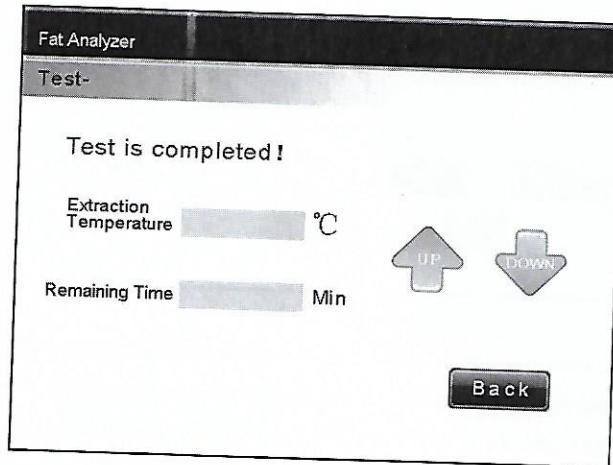 Fat Analyzer
Test-
Test is completed!
Extraction
Temperature
℃
UP
DOWN
Remaining Time
Min
Back